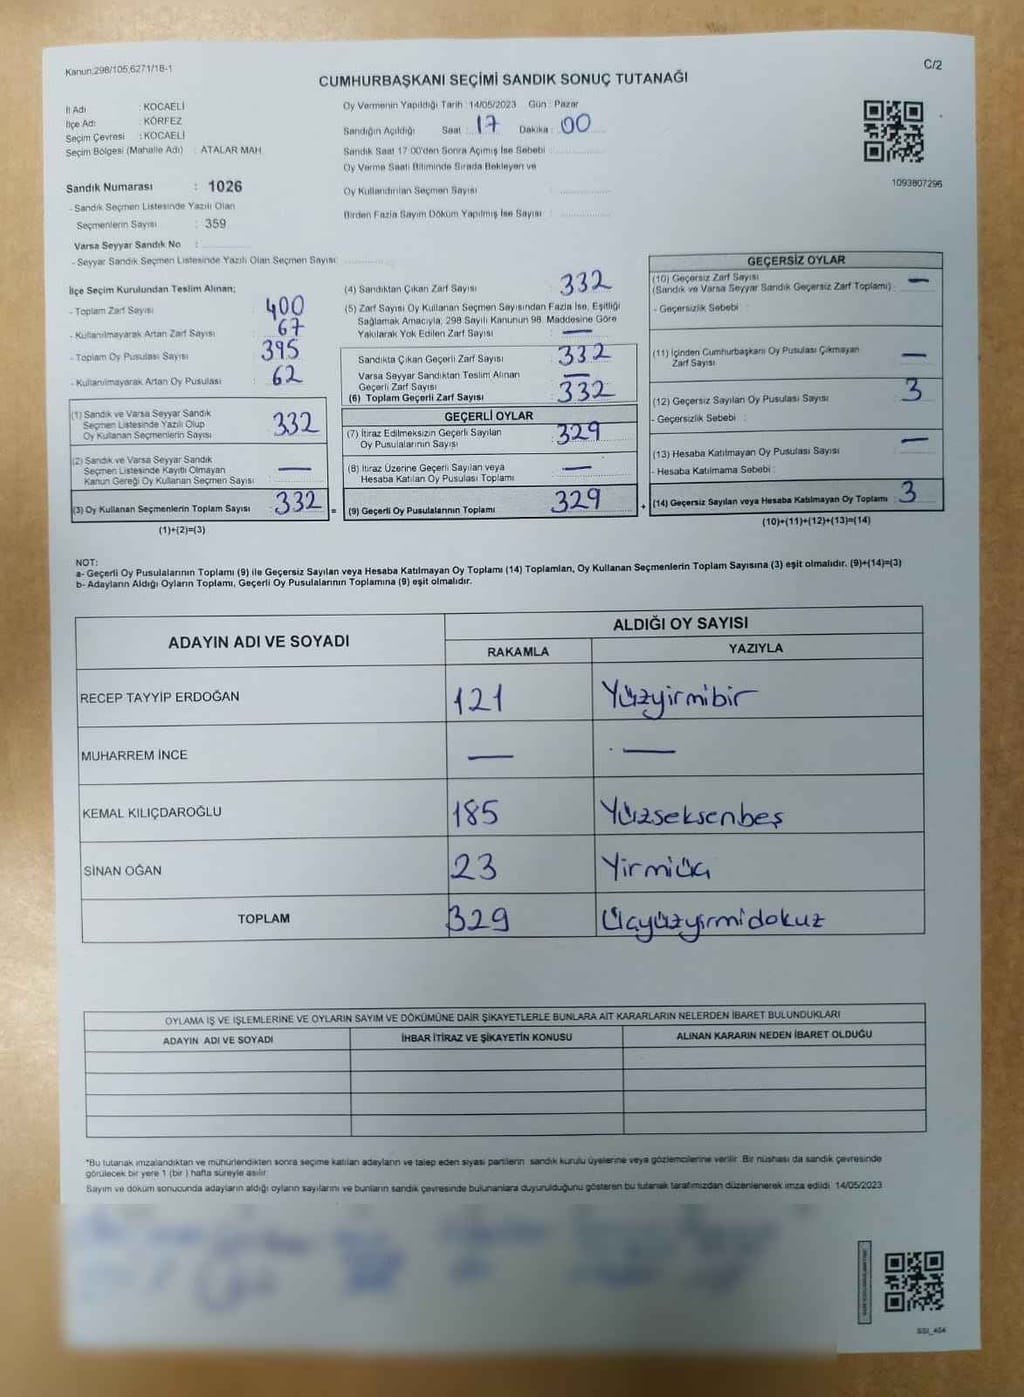 Kanun:298/105,6271/18-1
C/2
CUMHURBAŞKANI SEÇİMİ SANDIK SONUÇ TUTANAĞI
İl Adı : KOCAELİ
İlçe Adı : KÖRFEZ
Seçim Çevresi : KOCAELİ
Seçim Bölgesi (Mahalle Adı) : ATALAR MAH.
Oy Vermenin Yapıldığı Tarih : 14/05/2023 Gün : Pazar
Sandığın Açıldığı Saat : 17 Dakika : 00
Sandık Saat 17:00'den Sonra Açımış İse Sebebi :
Oy Verme Saati Bitiminde Sırada Bekleyen ve
Oy Kullandırılan Seçmen Sayısı :
Birden Fazla Sayım Döküm Yapılmış İse Sayısı :
1093807296
Sandık Numarası : 1026
- Sandık Seçmen Listesinde Yazılı Olan
Seçmenlerin Sayısı : 359
Varsa Seyyar Sandık No :
- Seyyar Sandık Seçmen Listesinde Yazılı Olan Seçmen Sayısı:
İlçe Seçim Kurulundan Teslim Alınan;
- Toplam Zarf Sayısı : 400
- Kullanılmayarak Artan Zarf Sayısı : 67
- Toplam Oy Pusulası Sayısı : 395
- Kullanılmayarak Artan Oy Pusulası : 62
(1) Sandık ve Varsa Seyyar Sandık
Seçmen Listesinde Yazılı Olup
Oy Kullanan Seçmenlerin Sayısı : 332
(2) Sandık ve Varsa Seyyar Sandık
Seçmen Listesinde Kayıtlı Olmayan
Kanun Gereği Oy Kullanan Seçmen Sayısı : —
(3) Oy Kullanan Seçmenlerin Toplam Sayısı : 332 =
(1)+(2)=(3)
(4) Sandıktan Çıkan Zarf Sayısı : 332
(5) Zarf Sayısı Oy Kullanan Seçmen Sayısından Fazla İse, Eşitliği
Sağlamak Amacıyla; 298 Sayılı Kanunun 98. Maddesine Göre
Yakılarak Yok Edilen Zarf Sayısı : —
Sandıkta Çıkan Geçerli Zarf Sayısı : 332
Varsa Seyyar Sandıktan Teslim Alınan
Geçerli Zarf Sayısı : —
(6) Toplam Geçerli Zarf Sayısı : 332
GEÇERLİ OYLAR
(7) İtiraz Edilmeksizin Geçerli Sayılan
Oy Pusulalarının Sayısı : 329
(8) İtiraz Üzerine Geçerli Sayılan veya
Hesaba Katılan Oy Pusulası Toplamı : —
(9) Geçerli Oy Pusulalarının Toplamı : 329 +
GEÇERSİZ OYLAR
(10) Geçersiz Zarf Sayısı
(Sandık ve Varsa Seyyar Sandık Geçersiz Zarf Toplamı) : —
- Geçersizlik Sebebi :
(11) İçinden Cumhurbaşkanı Oy Pusulası Çıkmayan
Zarf Sayısı : —
(12) Geçersiz Sayılan Oy Pusulası Sayısı : 3
- Geçersizlik Sebebi :
(13) Hesaba Katılmayan Oy Pusulası Sayısı : —
- Hesaba Katılmama Sebebi :
(14) Geçersiz Sayılan veya Hesaba Katılmayan Oy Toplamı : 3
(10)+(11)+(12)+(13)=(14)
NOT:
a- Geçerli Oy Pusulalarının Toplamı (9) ile Geçersiz Sayılan veya Hesaba Katılmayan Oy Toplamı (14) Toplamları, Oy Kullanan Seçmenlerin Toplam Sayısına (3) eşit olmalıdır. (9)+(14)=(3)
b- Adayların Aldığı Oyların Toplamı, Geçerli Oy Pusulalarının Toplamına (9) eşit olmalıdır.
ADAYIN ADI VE SOYADI
ALDIĞI OY SAYISI
RAKAMLA YAZIYLA
RECEP TAYYİP ERDOĞAN 121 Yüzyirmibir
MUHARREM İNCE — —
KEMAL KILIÇDAROĞLU 185 Yüzseksenbeş
SİNAN OĞAN 23 Yirmiüç
TOPLAM 329 Üçyüzyirmidokuz
OYLAMA İŞ VE İŞLEMLERİNE VE OYLARIN SAYIM VE DÖKÜMÜNE DAİR ŞİKAYETLERLE BUNLARA AİT KARARLARIN NELERDEN İBARET BULUNDUKLARI
ADAYIN ADI VE SOYADI İHBAR İTİRAZ VE ŞİKAYETİN KONUSU ALINAN KARARIN NEDEN İBARET OLDUĞU
*Bu tutanak imzalandıktan ve mühürlendikten sonra seçime katılan adayların ve talep eden siyasi partilerin sandık kurulu üyelerine veya gözlemcilerine verilir. Bir nüshası da sandık çevresinde
görülecek bir yere 1 (bir ) hafta süreyle asılır.
Sayım ve döküm sonucunda adayların aldığı oyların sayılarını ve bunların sandık çevresinde bulunanlara duyurulduğunu gösteren bu tutanak tarafımızdan düzenlenerek imza edildi. 14/05/2023